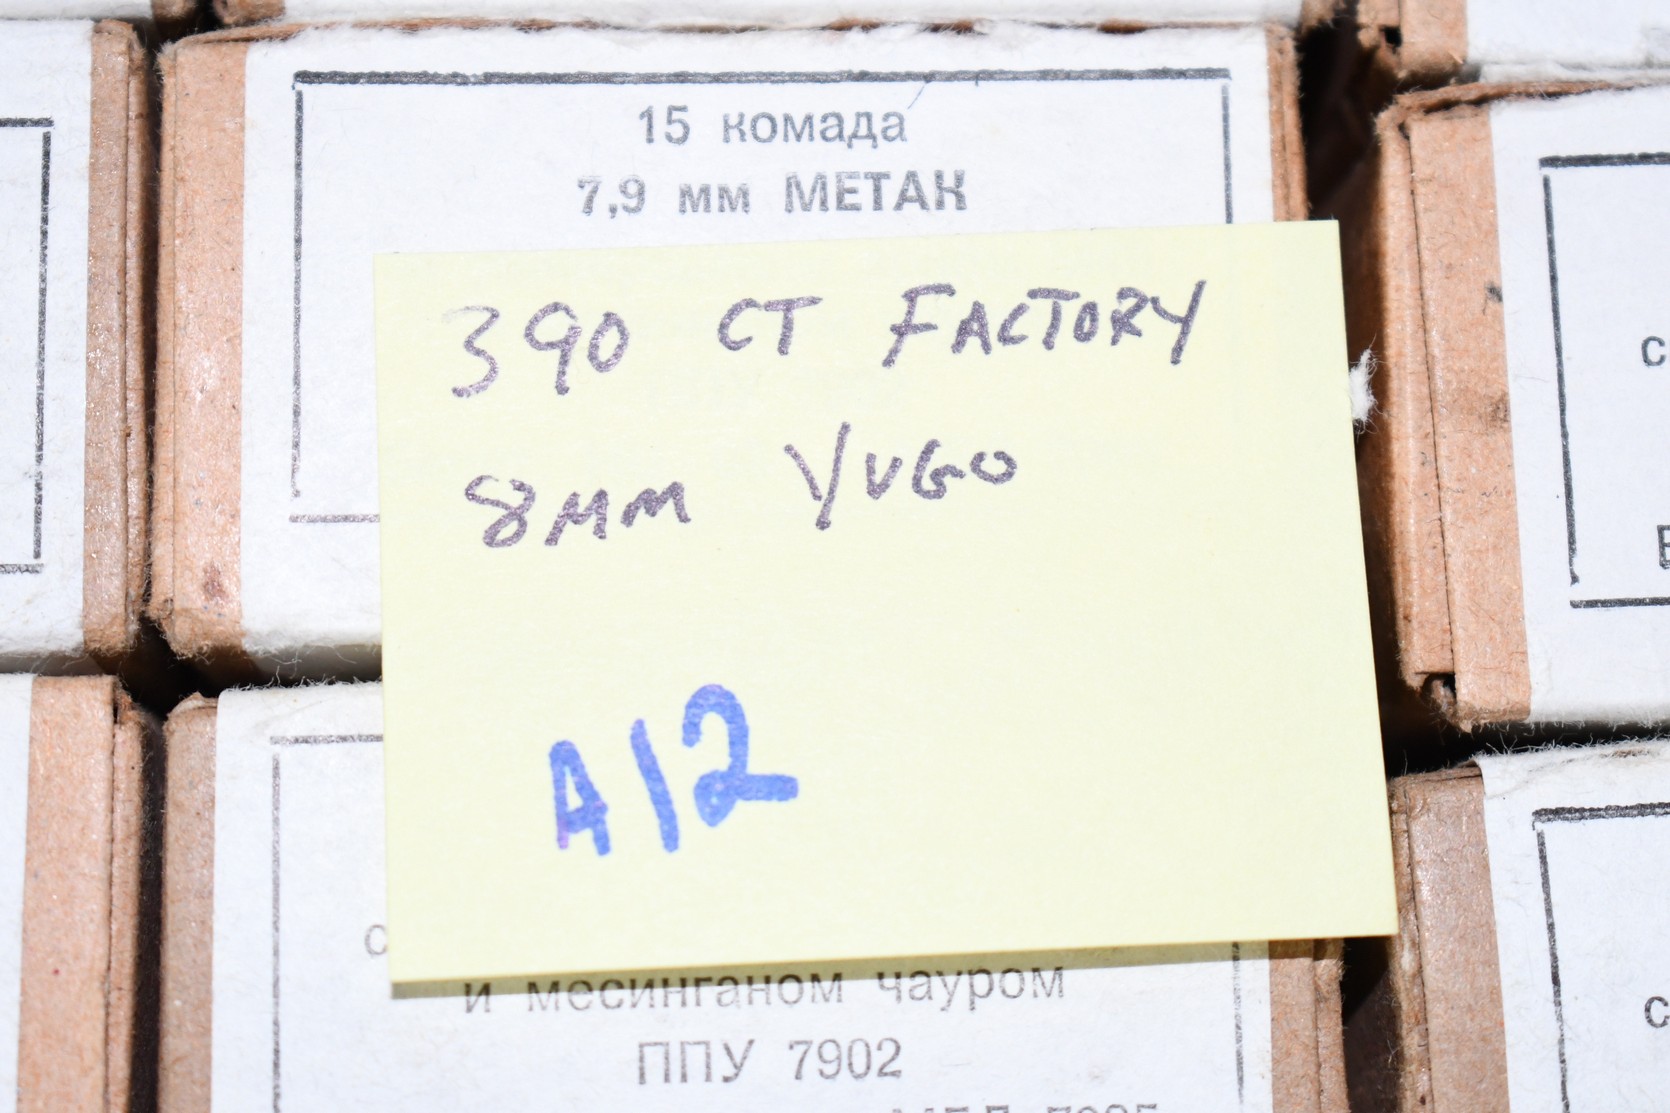 15 комада
7,9 мм МЕТАК
390 CT FACTORY
8MM YUGO
A12
и месинганом чауром
ППУ 7902